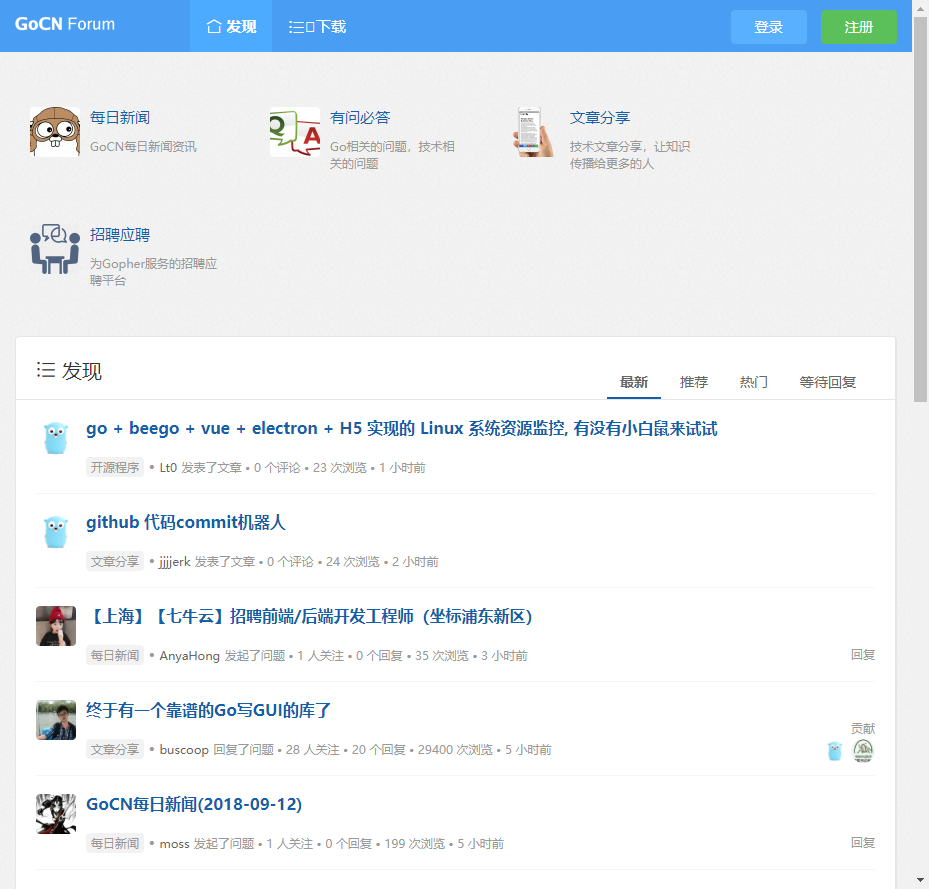 GoCN Forum
发现
下载
登录
注册
每日新闻
GoCN每日新闻资讯
有问必答
Go相关的问题，技术相
关的问题
文章分享
技术文章分享，让知识
传播给更多的人
招聘应聘
为Gopher服务的招聘应
聘平台
发现
最新 推荐 热门 等待回复
go + beego + vue + electron + H5 实现的 Linux 系统资源监控, 有没有小白鼠来试试
开源程序 • Lt0 发表了文章 • 0 个评论 • 23 次浏览 • 1 小时前
github 代码commit机器人
文章分享 • jjjjerk 发表了文章 • 0 个评论 • 24 次浏览 • 2 小时前
【上海】【七牛云】招聘前端/后端开发工程师（坐标浦东新区）
每日新闻 • AnyaHong 发起了问题 • 1 人关注 • 0 个回复 • 35 次浏览 • 3 小时前
回复
终于有一个靠谱的Go写GUI的库了
贡献
文章分享 • buscoop 回复了问题 • 28 人关注 • 20 个回复 • 29400 次浏览 • 5 小时前
GoCN每日新闻(2018-09-12)
每日新闻 • moss 发起了问题 • 1 人关注 • 0 个回复 • 199 次浏览 • 5 小时前
回复